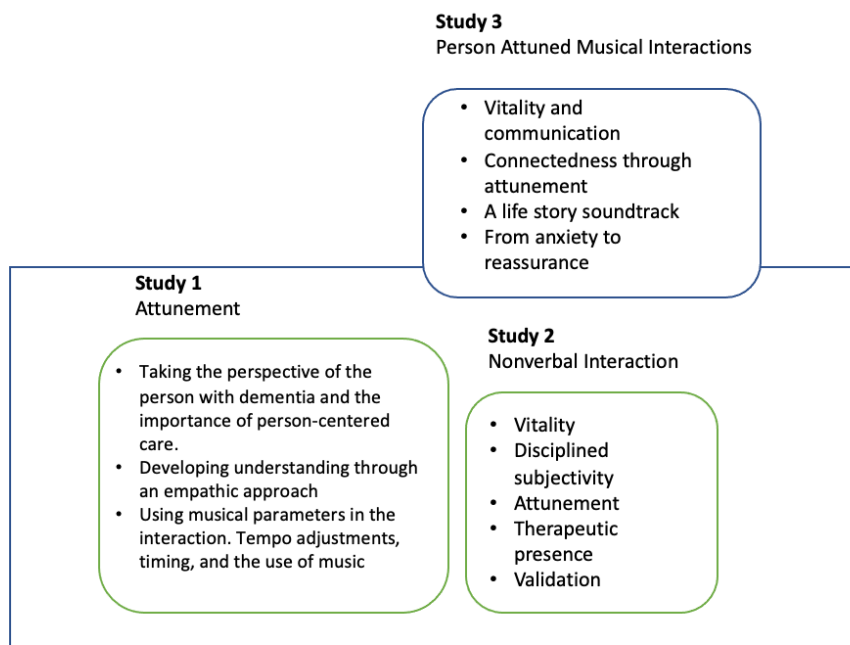 Study 3
Person Attuned Musical Interactions
• Vitality and
communication
• Connectedness through
attunement
• A life story soundtrack
• From anxiety to
reassurance
Study 1
Attunement
• Taking the perspective of the
person with dementia and the
importance of person-centered
care.
• Developing understanding through
an empathic approach
• Using musical parameters in the
interaction. Tempo adjustments,
timing, and the use of music
Study 2
Nonverbal Interaction
• Vitality
• Disciplined
subjectivity
• Attunement
• Therapeutic
presence
• Validation